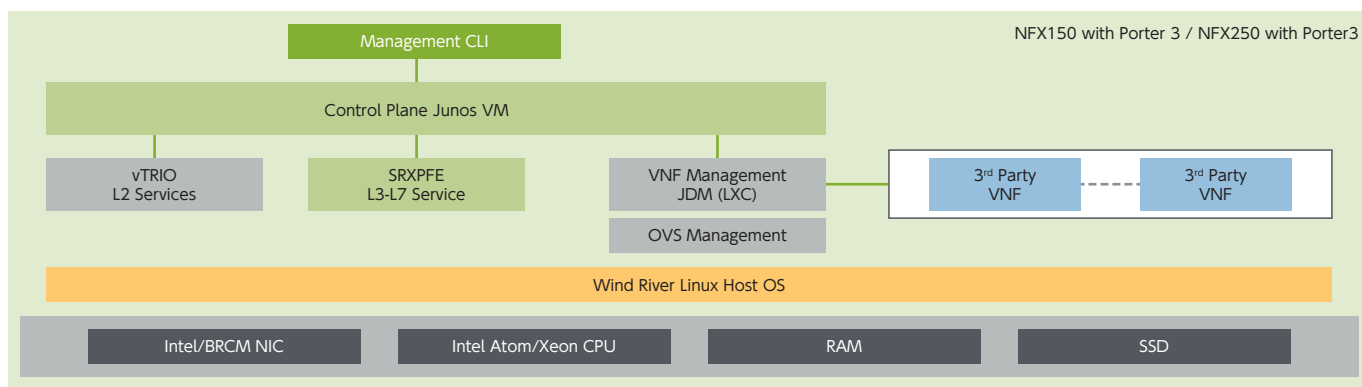 NFX150 with Porter 3 / NFX250 with Porter3
Management CLI
Control Plane Junos VM
vTRIO
L2 Services
SRXPFE
L3-L7 Service
VNF Management
JDM (LXC)
3rd Party
VNF
3rd Party
VNF
OVS Management
Wind River Linux Host OS
Intel/BRCM NIC
Intel Atom/Xeon CPU
RAM
SSD